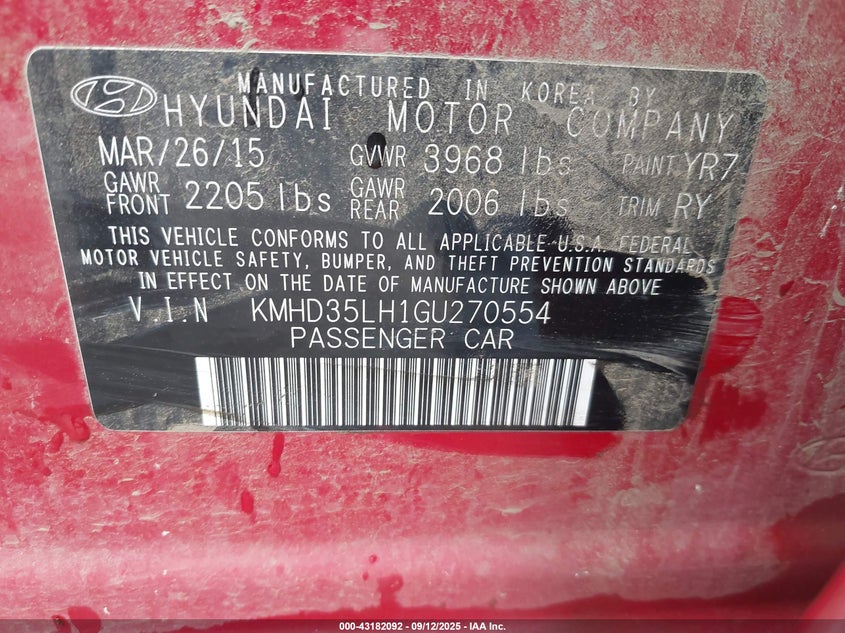 MANUFACTURED IN KOREA BY
HYUNDAI MOTOR COMPANY
MAR/26/15 GVWR 3968 lbs PAINT YR7
GAWR FRONT 2205 lbs GAWR REAR 2006 lbs TRIM RY
THIS VEHICLE CONFORMS TO ALL APPLICABLE U.S.A. FEDERAL
MOTOR VEHICLE SAFETY, BUMPER, AND THEFT PREVENTION STANDARDS
IN EFFECT ON THE DATE OF MANUFACTURE SHOWN ABOVE
V.I.N KMHD35LH1GU270554
PASSENGER CAR
000-43182092 - 09/12/2025 - IAA Inc.